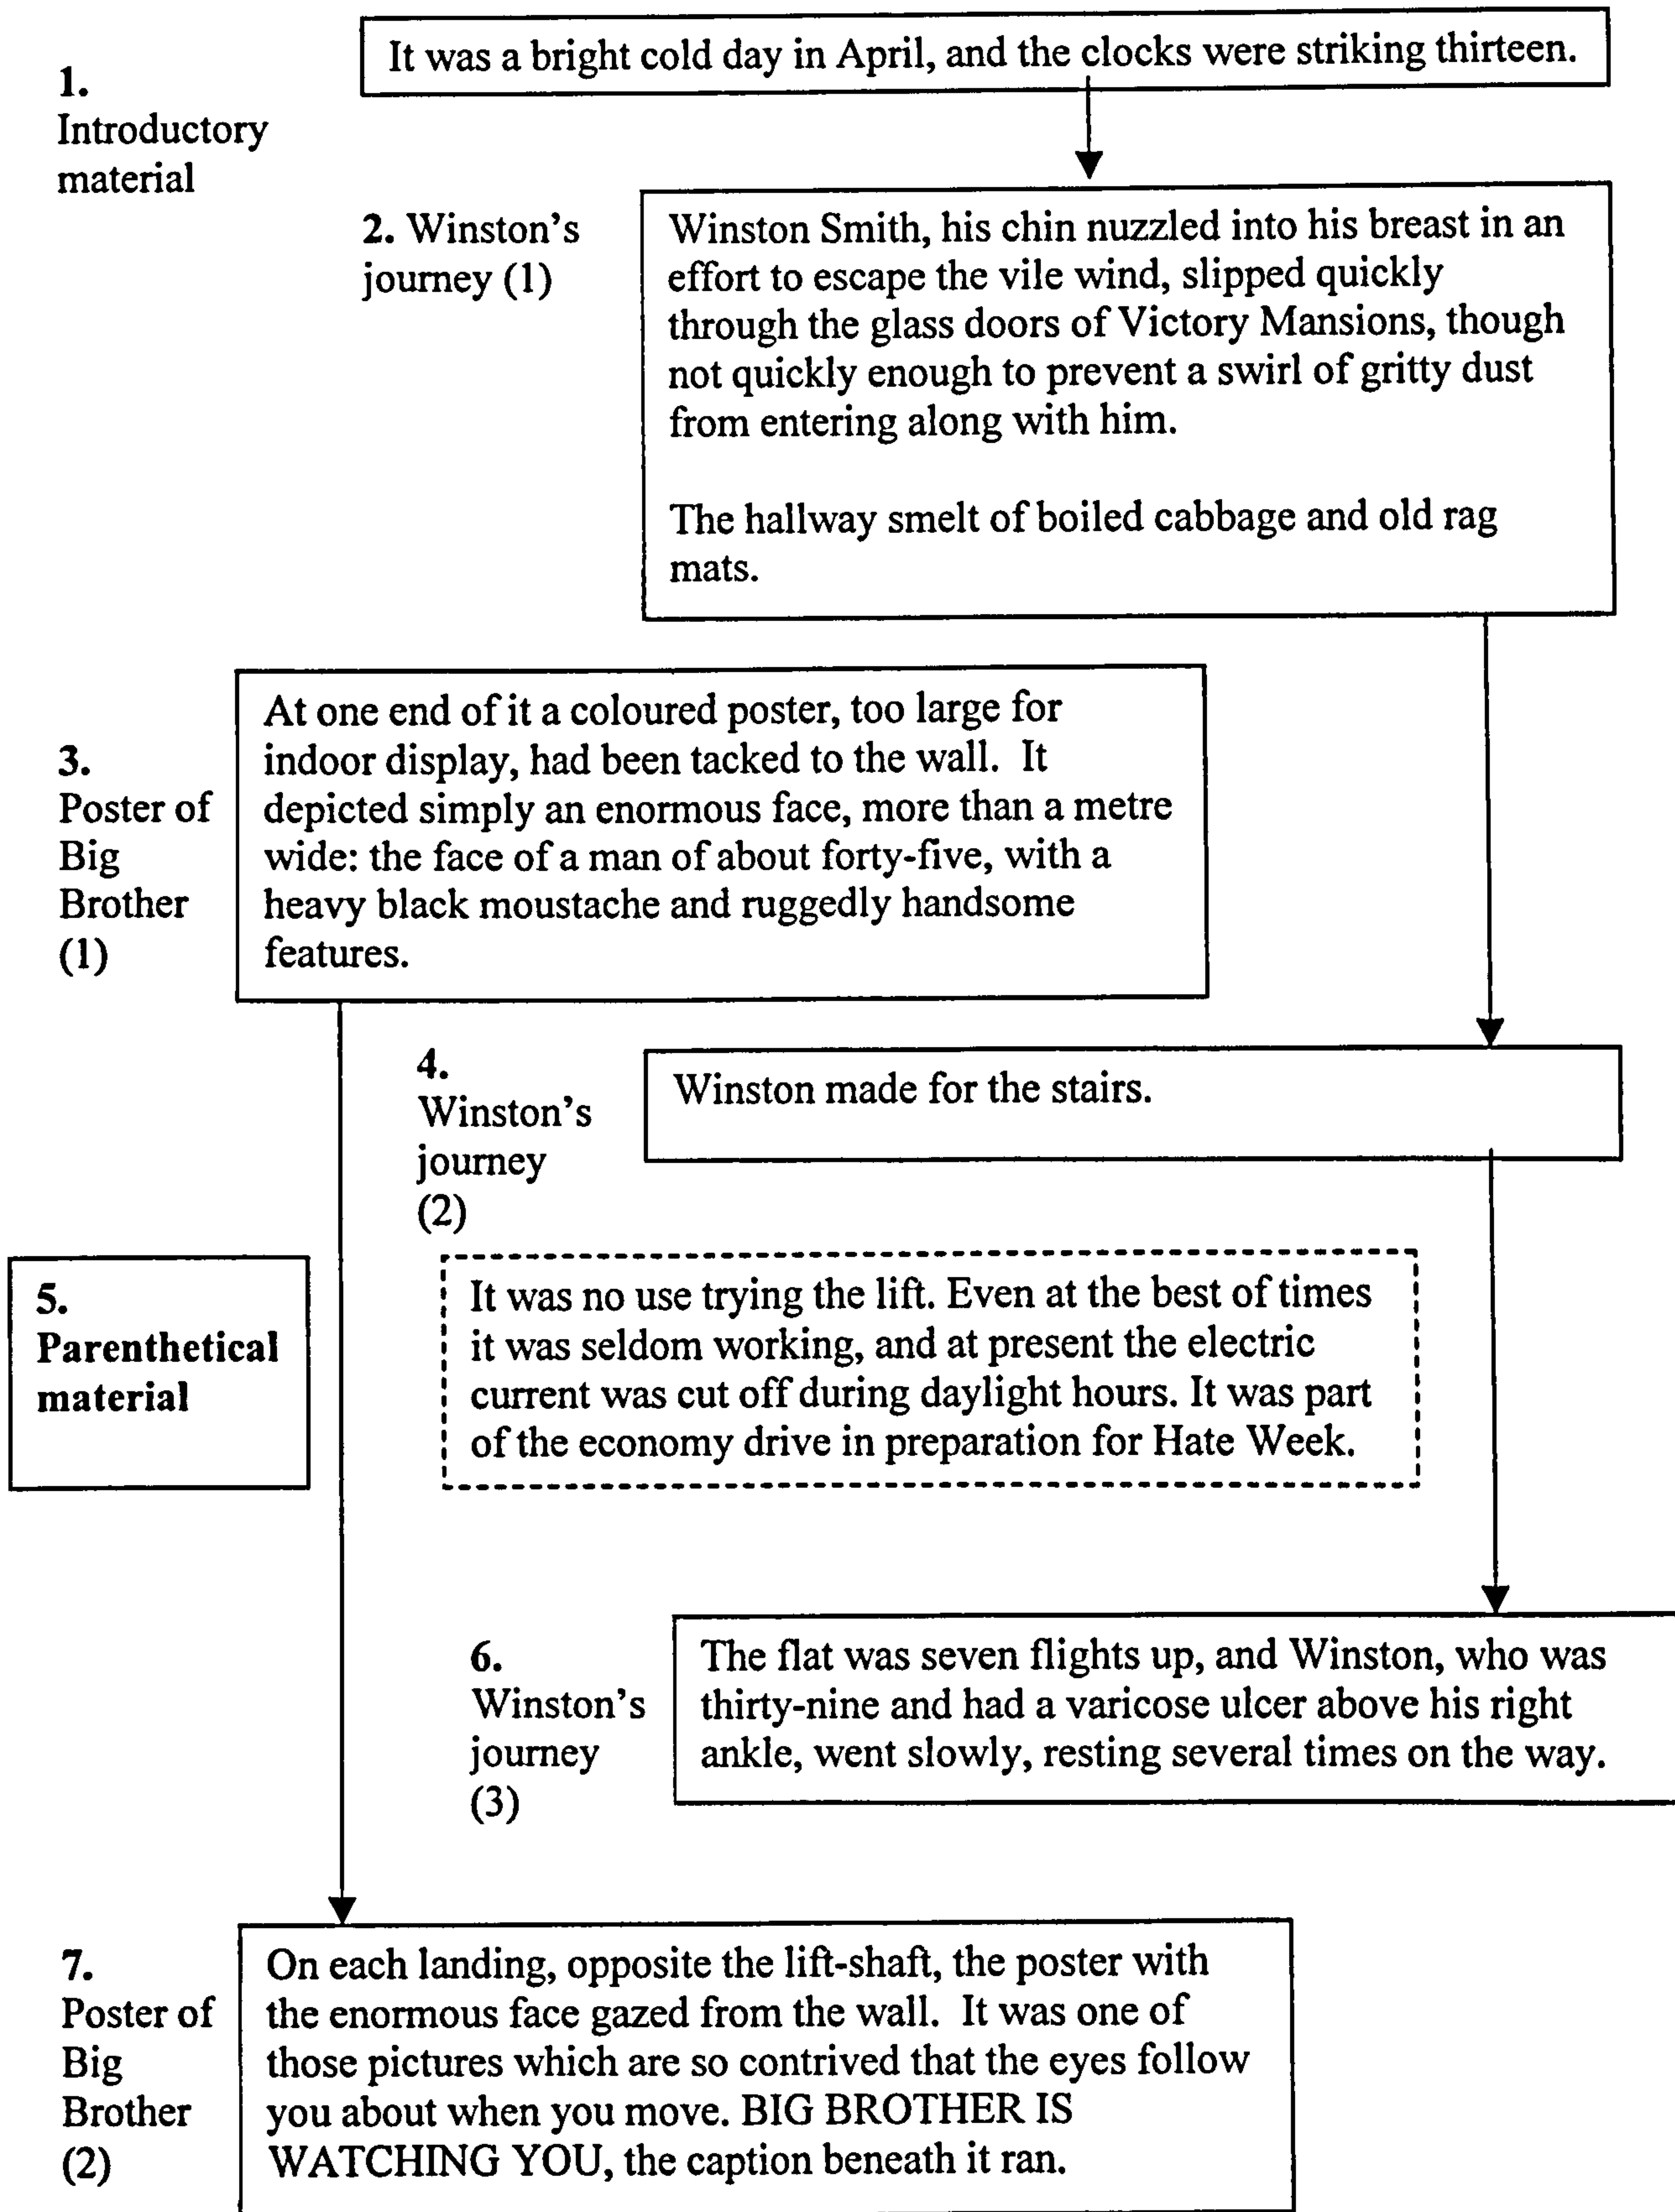 1.
Introductory
material
It was a bright cold day in April, and the clocks were striking thirteen.
2. Winston's
journey (1)
Winston Smith, his chin nuzzled into his breast in an
effort to escape the vile wind, slipped quickly
through the glass doors of Victory Mansions, though
not quickly enough to prevent a swirl of gritty dust
from entering along with him.
The hallway smelt of boiled cabbage and old rag
mats.
3.
Poster of
Big
Brother
(1)
At one end of it a coloured poster, too large for
indoor display, had been tacked to the wall.  It
depicted simply an enormous face, more than a metre
wide: the face of a man of about forty-five, with a
heavy black moustache and ruggedly handsome
features.
4.
Winston's
journey
(2)
Winston made for the stairs.
5.
Parenthetical
material
It was no use trying the lift. Even at the best of times
it was seldom working, and at present the electric
current was cut off during daylight hours. It was part
of the economy drive in preparation for Hate Week.
6.
Winston's
journey
(3)
The flat was seven flights up, and Winston, who was
thirty-nine and had a varicose ulcer above his right
ankle, went slowly, resting several times on the way.
7.
Poster of
Big
Brother
(2)
On each landing, opposite the lift-shaft, the poster with
the enormous face gazed from the wall.  It was one of
those pictures which are so contrived that the eyes follow
you about when you move. BIG BROTHER IS
WATCHING YOU, the caption beneath it ran.